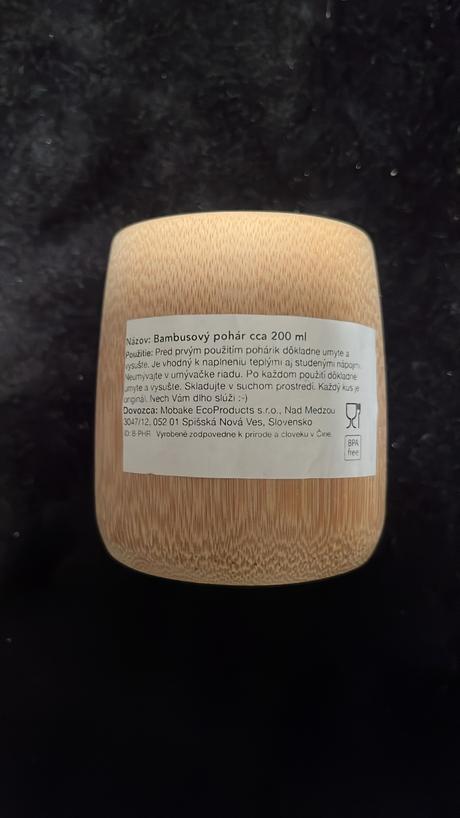 Názov: Bambusový pohár cca 200 ml
Použitie: Pred prvým použitím pohárik dôkladne umyte a
vysušte. Je vhodný k naplneniu teplými aj studenými nápojmi.
Neumývajte v umývačke riadu. Po každom použití dôkladne
umyte a vysušte. Skladujte v suchom prostredí. Každý kus je
originál. Nech Vám dlho slúži :-)
Dovozca: Mobake EcoProducts s.r.o., Nad Medzou
3047/12, 052 01 Spišská Nová Ves, Slovensko
ID: B-PHR Vyrobené zodpovedne k prírode a človeku v Číne.
BPA
free